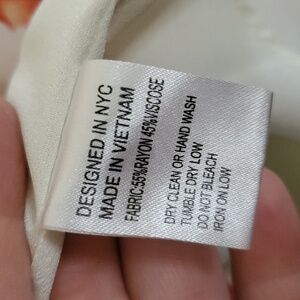 DESIGNED IN NYC
MADE IN VIETNAM
FABRIC:55%RAYON 45%VISCOSE
DRY CLEAN OR HAND WASH
TUMBLE DRY LOW
DO NOT BLEACH
IRON ON LOW